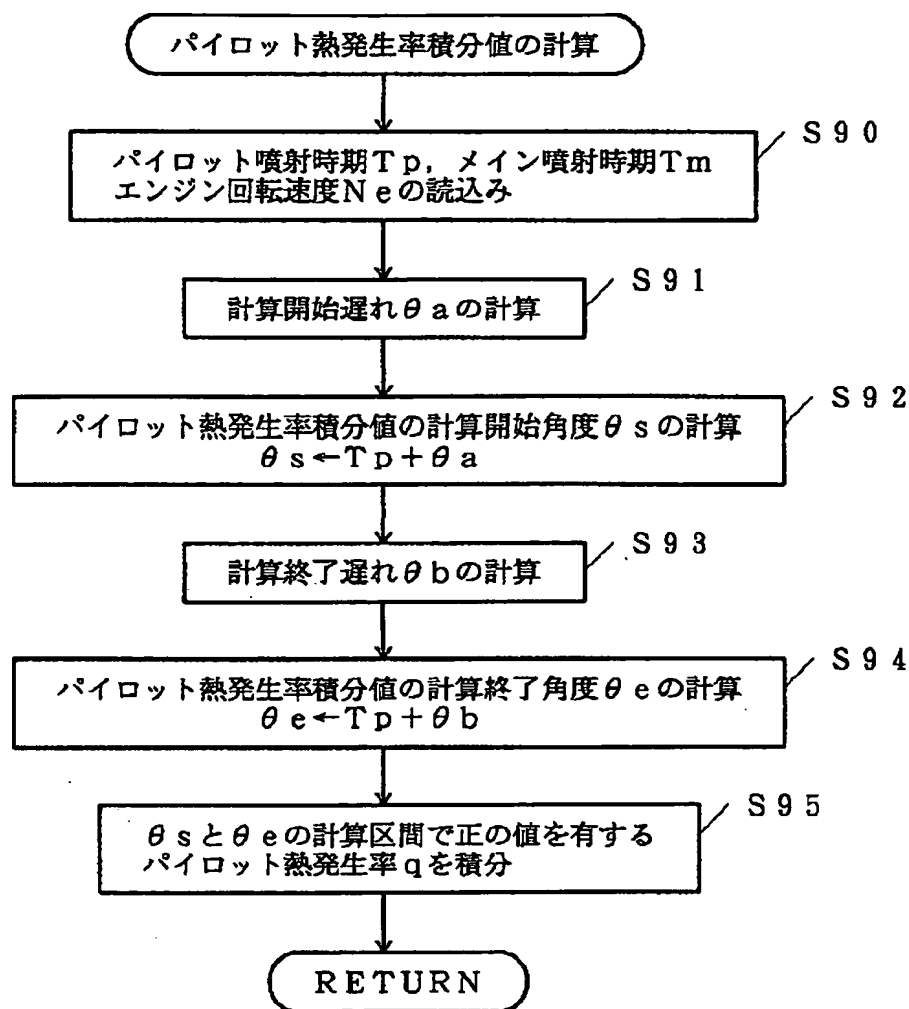 パイロット熱発生率積分値の計算
S90
パイロット噴射時期Tp，メイン噴射時期Tm
エンジン回転速度Neの読込み
S91
計算開始遅れθaの計算
S92
パイロット熱発生率積分値の計算開始角度θsの計算
θs←Tp+θa
S93
計算終了遅れθbの計算
S94
パイロット熱発生率積分値の計算終了角度θeの計算
θe←Tp+θb
S95
θsとθeの計算区間で正の値を有する
パイロット熱発生率qを積分
RETURN